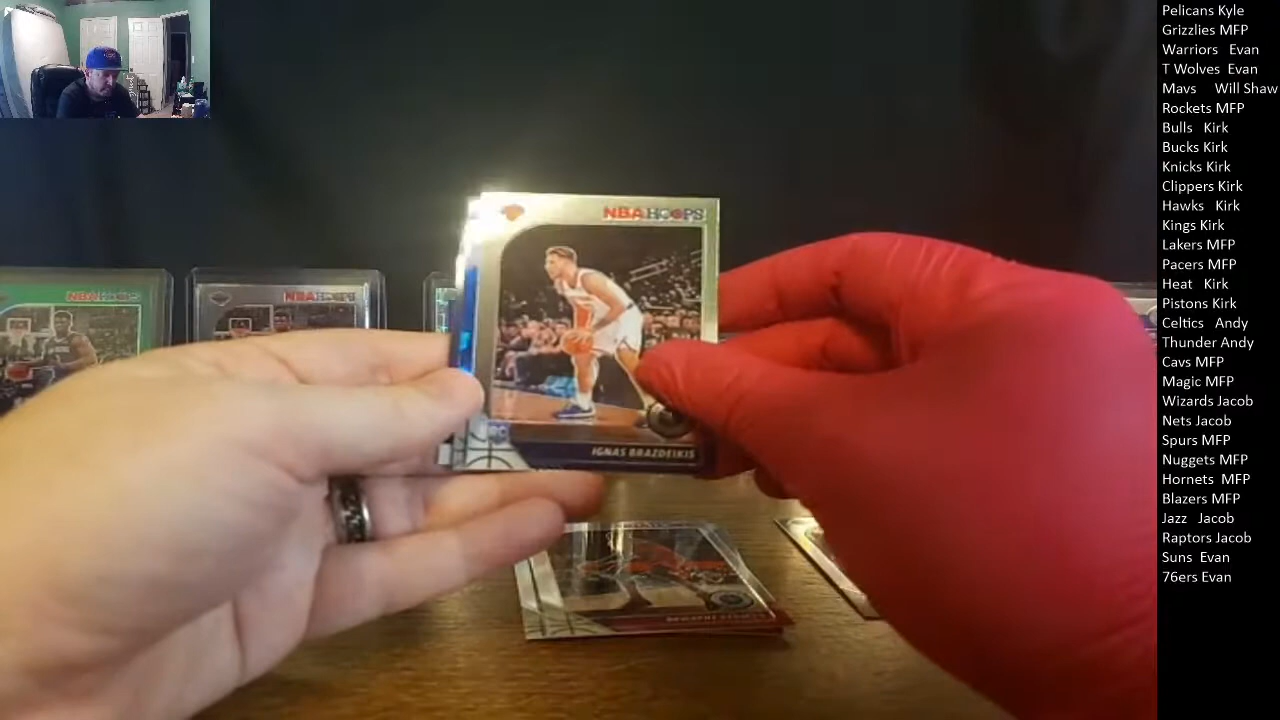 Pelicans Kyle
Grizzlies MFP
Warriors Evan
T Wolves Evan
Mavs Will Shaw
Rockets MFP
Bulls Kirk
Bucks Kirk
Knicks Kirk
Clippers Kirk
Hawks Kirk
Kings Kirk
Lakers MFP
Pacers MFP
Heat Kirk
Pistons Kirk
Celtics Andy
Thunder Andy
Cavs MFP
Magic MFP
Wizards Jacob
Nets Jacob
Spurs MFP
Nuggets MFP
Hornets MFP
Blazers MFP
Jazz Jacob
Raptors Jacob
Suns Evan
76ers Evan
NBA HOOPS
IGNAS BRAZDEIKIS
NBA HOOPS
NBA HOOPS